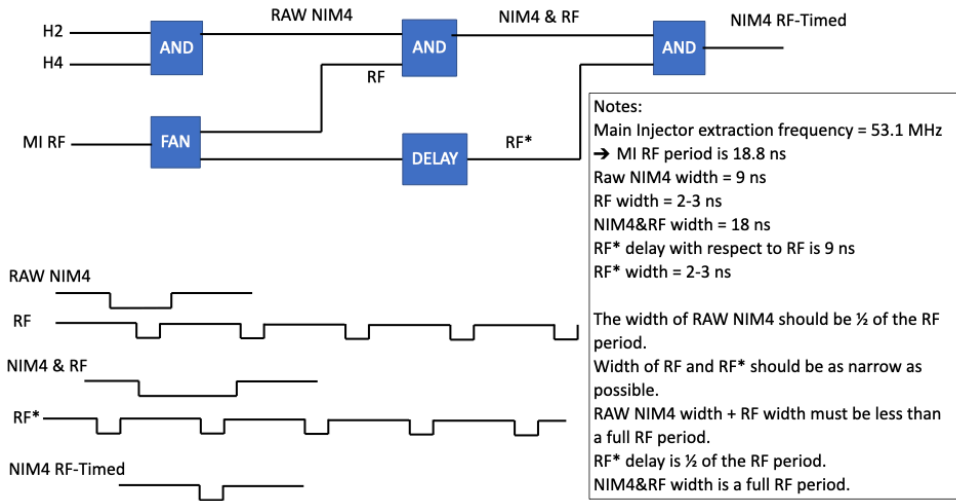 RAW NIM4
NIM4 & RF
NIM4 RF-Timed
H2
AND
AND
AND
H4
RF
MI RF
FAN
DELAY
RF*
Notes:
Main Injector extraction frequency = 53.1 MHz
➔ MI RF period is 18.8 ns
Raw NIM4 width = 9 ns
RF width = 2-3 ns
NIM4&RF width = 18 ns
RF* delay with respect to RF is 9 ns
RF* width = 2-3 ns
The width of RAW NIM4 should be ½ of the RF
period.
Width of RF and RF* should be as narrow as
possible.
RAW NIM4 width + RF width must be less than
a full RF period.
RF* delay is ½ of the RF period.
NIM4&RF width is a full RF period.
RAW NIM4
RF
NIM4 & RF
RF*
NIM4 RF-Timed